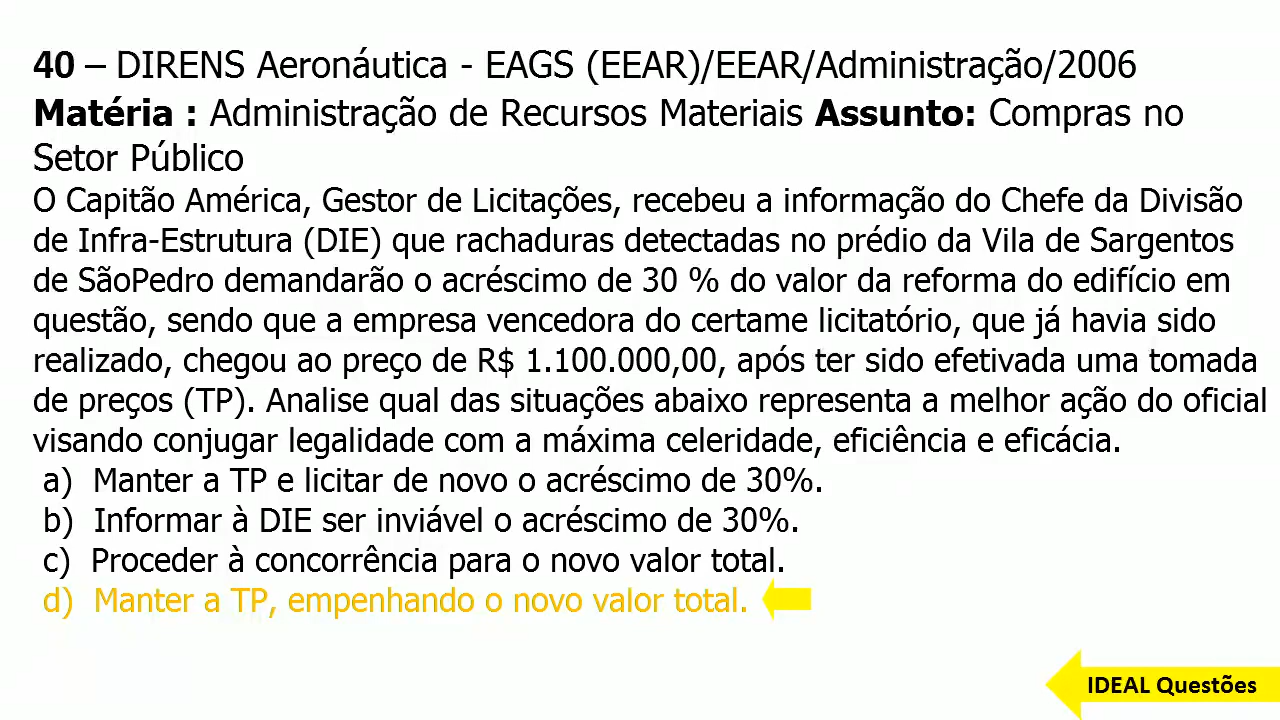 40 – DIRENS Aeronáutica - EAGS (EEAR)/EEAR/Administração/2006
Matéria : Administração de Recursos Materiais Assunto: Compras no
Setor Público
O Capitão América, Gestor de Licitações, recebeu a informação do Chefe da Divisão
de Infra-Estrutura (DIE) que rachaduras detectadas no prédio da Vila de Sargentos
de SãoPedro demandarão o acréscimo de 30 % do valor da reforma do edifício em
questão, sendo que a empresa vencedora do certame licitatório, que já havia sido
realizado, chegou ao preço de R$ 1.100.000,00, após ter sido efetivada uma tomada
de preços (TP). Analise qual das situações abaixo representa a melhor ação do oficial
visando conjugar legalidade com a máxima celeridade, eficiência e eficácia.
a) Manter a TP e licitar de novo o acréscimo de 30%.
b) Informar à DIE ser inviável o acréscimo de 30%.
c) Proceder à concorrência para o novo valor total.
d) Manter a TP, empenhando o novo valor total.
IDEAL Questões